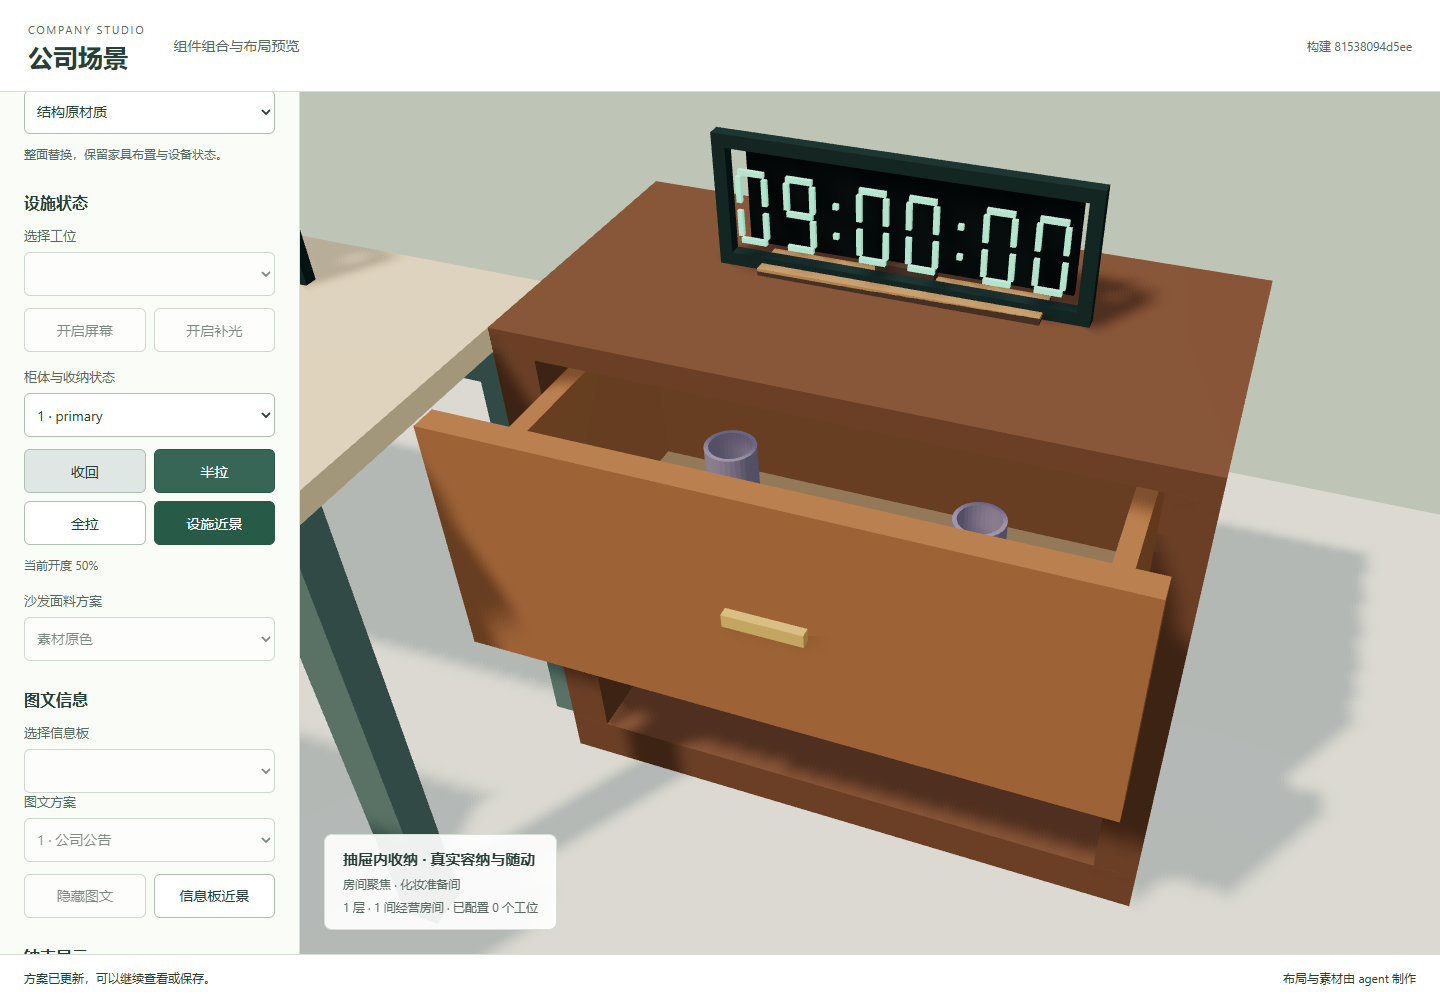 COMPANY STUDIO
公司场景
组件组合与布局预览
构建 81538094d5ee
结构原材质
整面替换，保留家具布置与设备状态。
设施状态
选择工位
开启屏幕
开启补光
柜体与收纳状态
1 · primary
收回
半拉
全拉
设施近景
当前开度 50%
沙发面料方案
素材原色
图文信息
选择信息板
图文方案
1 · 公司公告
隐藏图文
信息板近景
09:00:00
抽屉内收纳 · 真实容纳与随动
房间聚焦 · 化妆准备间
1 层 · 1 间经营房间 · 已配置 0 个工位
方案已更新，可以继续查看或保存。
布局与素材由 agent 制作